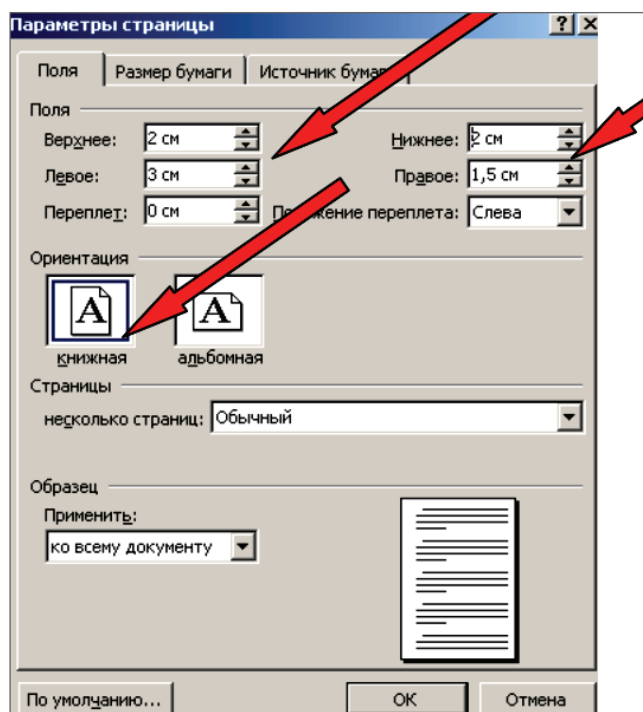 Параметры страницы
Поля Размер бумаги Источник бумаги
Поля
Верхнее: 2 см Нижнее: 2 см
Левое: 3 см Правое: 1,5 см
Переплет: 0 см Положение переплета: Слева
Ориентация
A A
книжная альбомная
Страницы
несколько страниц: Обычный
Образец
Применить:
ко всему документу
По умолчанию... ОК Отмена